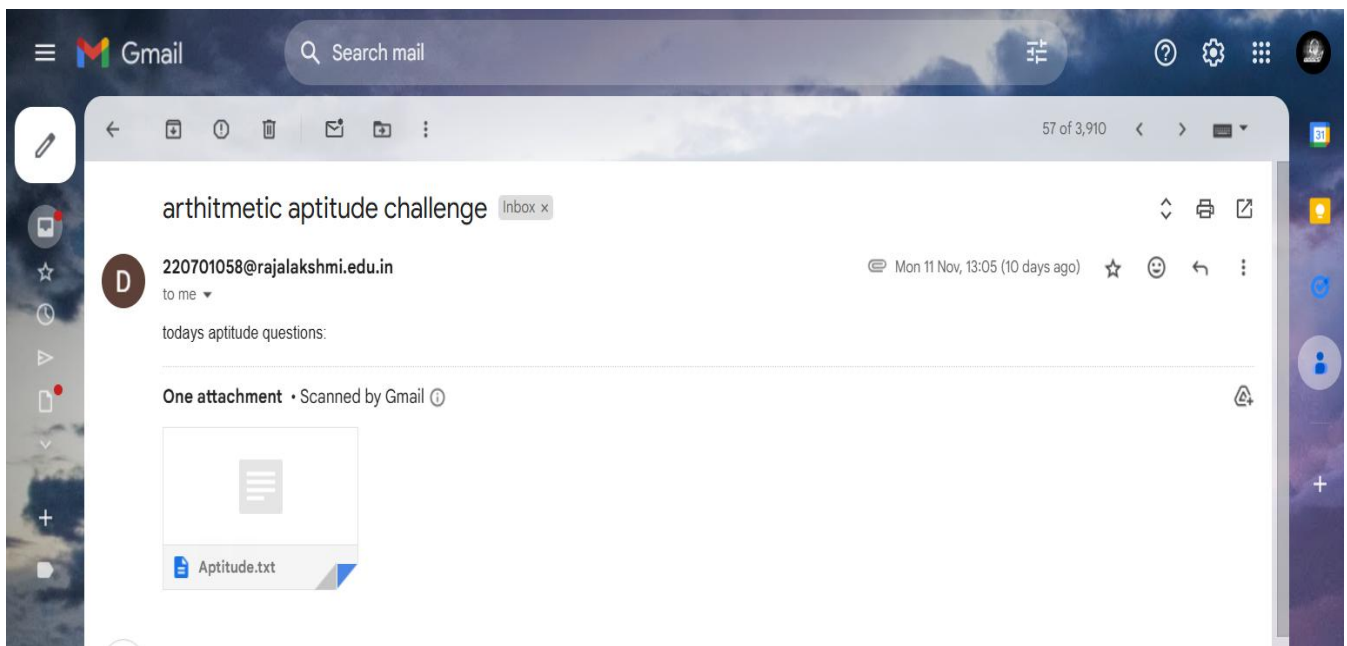 Gmail
Search mail
57 of 3,910
31
arthitmetic aptitude challenge Inbox ×
D
220701058@rajalakshmi.edu.in
Mon 11 Nov, 13:05 (10 days ago)
to me
todays aptitude questions:
One attachment • Scanned by Gmail
Aptitude.txt